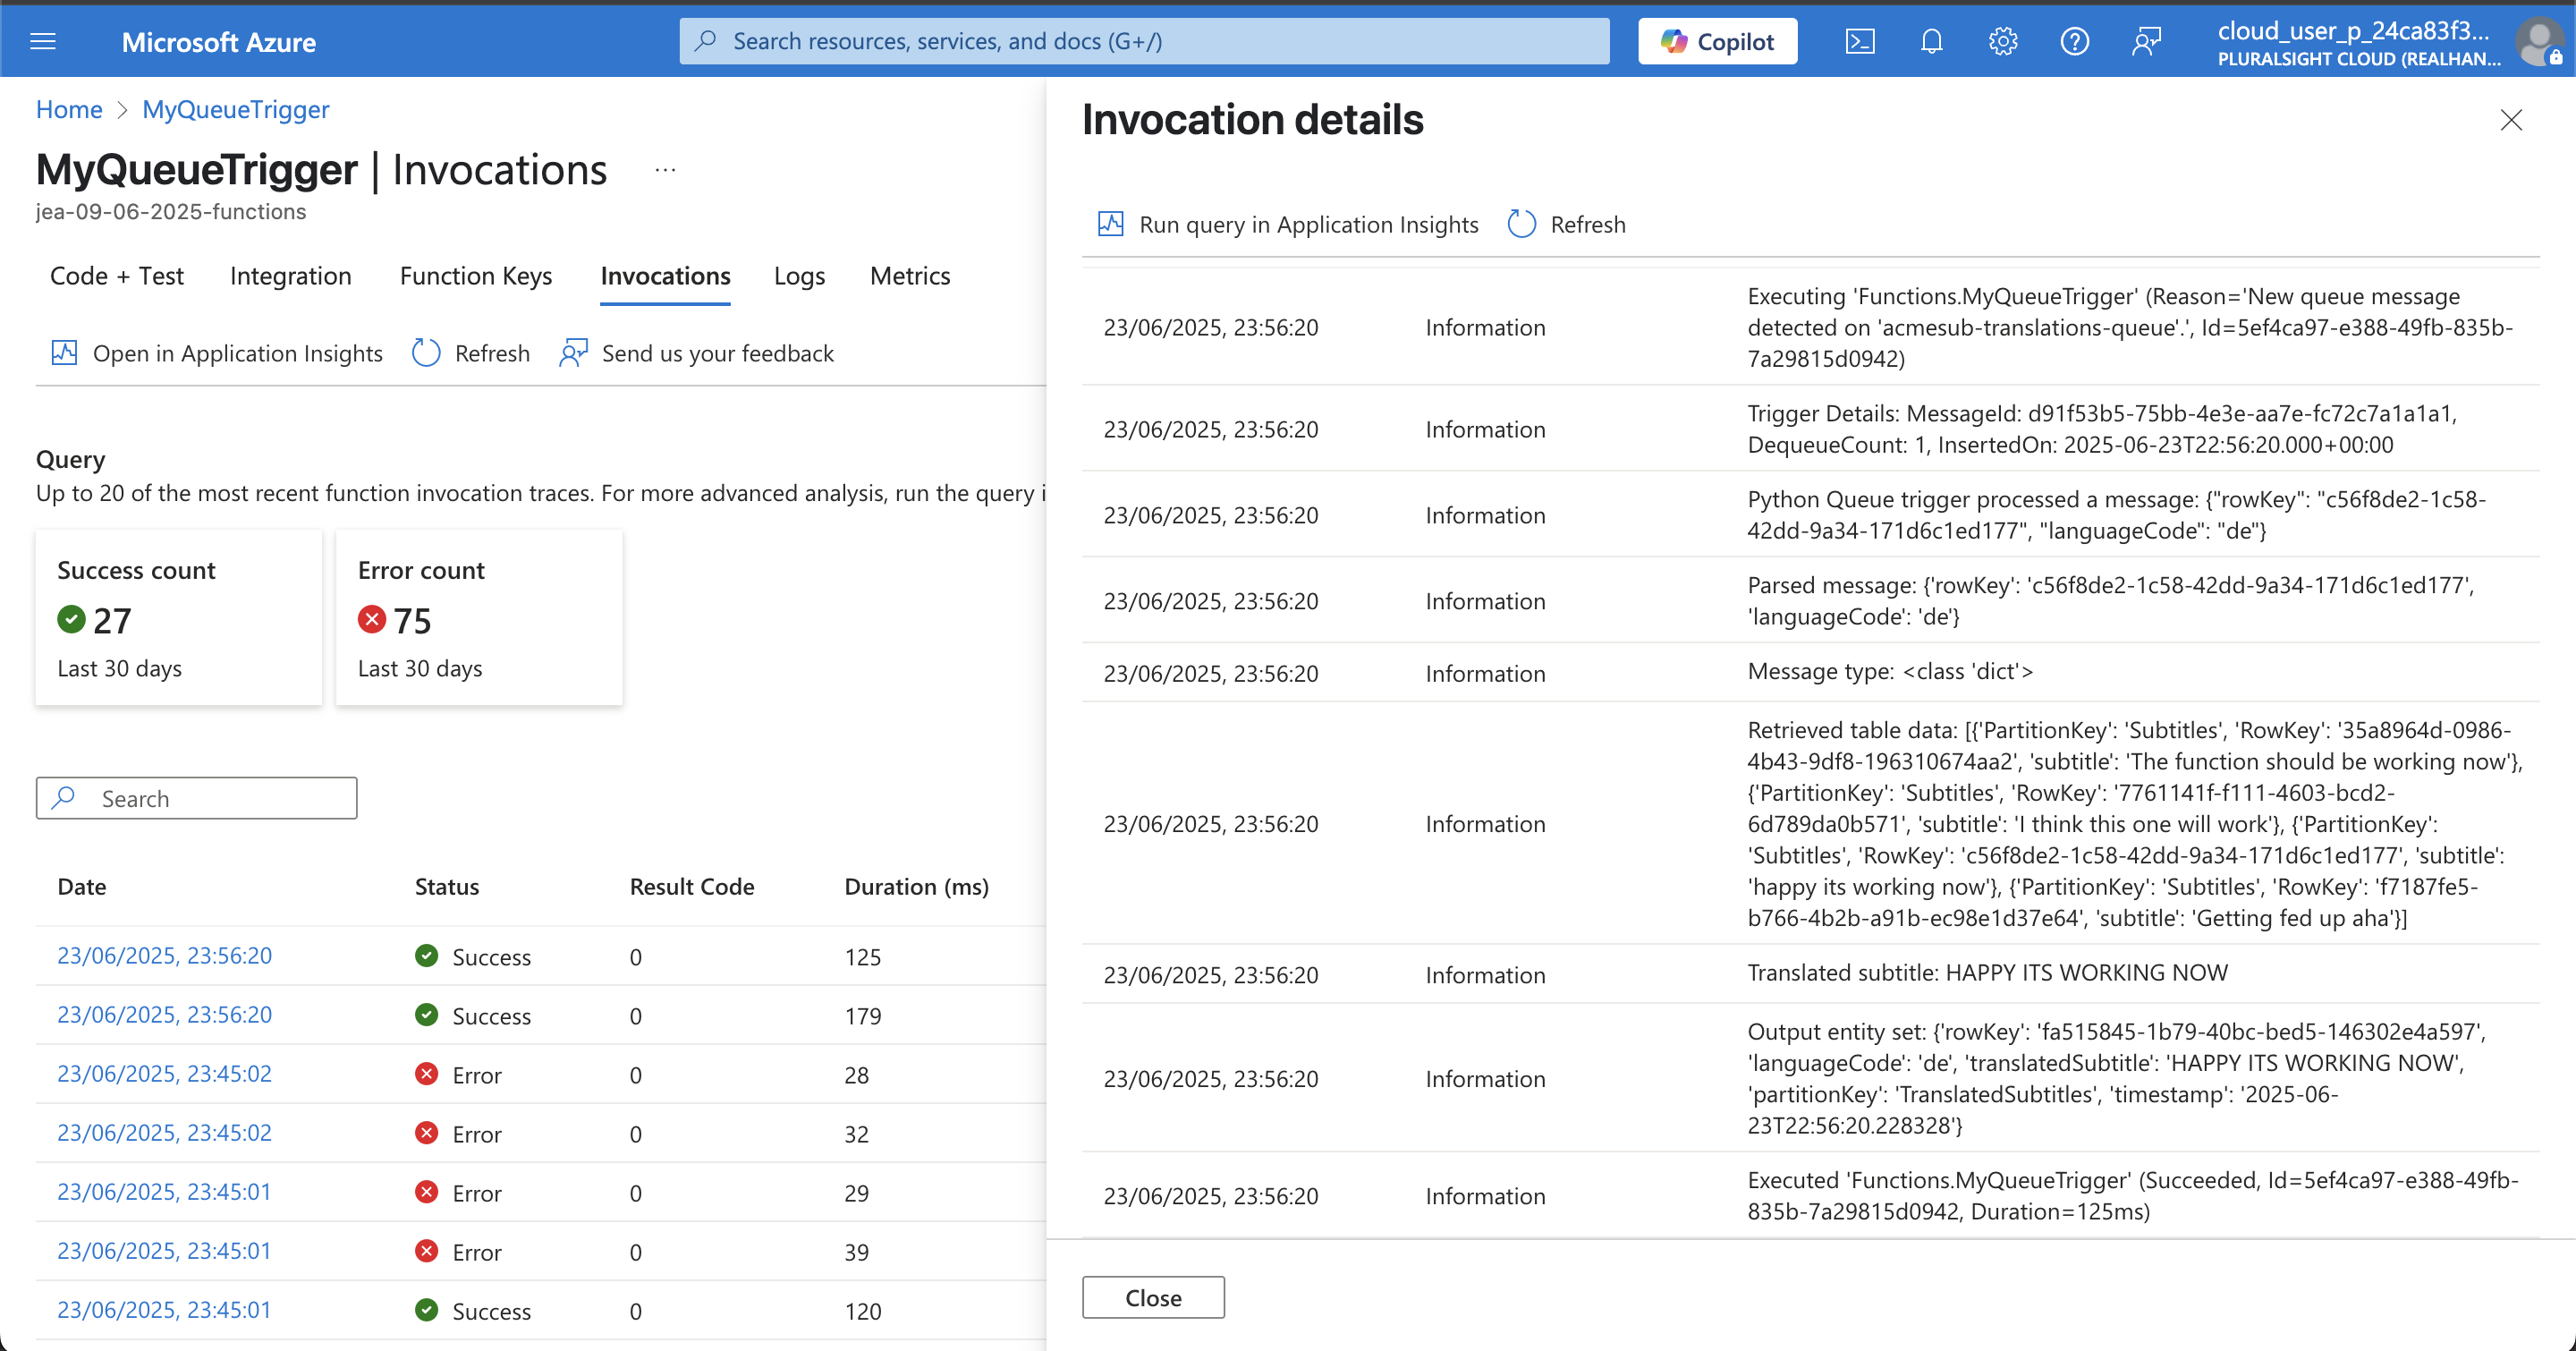 Microsoft Azure
Search resources, services, and docs (G+/)
Copilot
cloud_user_p_24ca83f3...
PLURALSIGHT CLOUD (REALHAN...
Home > MyQueueTrigger
MyQueueTrigger | Invocations ...
jea-09-06-2025-functions
Code + Test Integration Function Keys Invocations Logs Metrics
Open in Application Insights Refresh Send us your feedback
Query
Up to 20 of the most recent function invocation traces. For more advanced analysis, run the query i
Success count
27
Last 30 days
Error count
75
Last 30 days
Search
Date Status Result Code Duration (ms)
23/06/2025, 23:56:20 Success 0 125
23/06/2025, 23:56:20 Success 0 179
23/06/2025, 23:45:02 Error 0 28
23/06/2025, 23:45:02 Error 0 32
23/06/2025, 23:45:01 Error 0 29
23/06/2025, 23:45:01 Error 0 39
23/06/2025, 23:45:01 Success 0 120
Invocation details
Run query in Application Insights Refresh
23/06/2025, 23:56:20 Information
Executing 'Functions.MyQueueTrigger' (Reason='New queue message
detected on 'acmesub-translations-queue'.', Id=5ef4ca97-e388-49fb-835b-
7a29815d0942)
23/06/2025, 23:56:20 Information
Trigger Details: MessageId: d91f53b5-75bb-4e3e-aa7e-fc72c7a1a1a1,
DequeueCount: 1, InsertedOn: 2025-06-23T22:56:20.000+00:00
23/06/2025, 23:56:20 Information
Python Queue trigger processed a message: {"rowKey": "c56f8de2-1c58-
42dd-9a34-171d6c1ed177", "languageCode": "de"}
23/06/2025, 23:56:20 Information
Parsed message: {'rowKey': 'c56f8de2-1c58-42dd-9a34-171d6c1ed177',
'languageCode': 'de'}
23/06/2025, 23:56:20 Information
Message type: <class 'dict'>
23/06/2025, 23:56:20 Information
Retrieved table data: [{'PartitionKey': 'Subtitles', 'RowKey': '35a8964d-0986-
4b43-9df8-196310674aa2', 'subtitle': 'The function should be working now'},
{'PartitionKey': 'Subtitles', 'RowKey': '7761141f-f111-4603-bcd2-
6d789da0b571', 'subtitle': 'I think this one will work'}, {'PartitionKey':
'Subtitles', 'RowKey': 'c56f8de2-1c58-42dd-9a34-171d6c1ed177', 'subtitle':
'happy its working now'}, {'PartitionKey': 'Subtitles', 'RowKey': 'f7187fe5-
b766-4b2b-a91b-ec98e1d37e64', 'subtitle': 'Getting fed up aha'}]
23/06/2025, 23:56:20 Information
Translated subtitle: HAPPY ITS WORKING NOW
23/06/2025, 23:56:20 Information
Output entity set: {'rowKey': 'fa515845-1b79-40bc-bed5-146302e4a597',
'languageCode': 'de', 'translatedSubtitle': 'HAPPY ITS WORKING NOW',
'partitionKey': 'TranslatedSubtitles', 'timestamp': '2025-06-
23T22:56:20.228328'}
23/06/2025, 23:56:20 Information
Executed 'Functions.MyQueueTrigger' (Succeeded, Id=5ef4ca97-e388-49fb-
835b-7a29815d0942, Duration=125ms)
Close